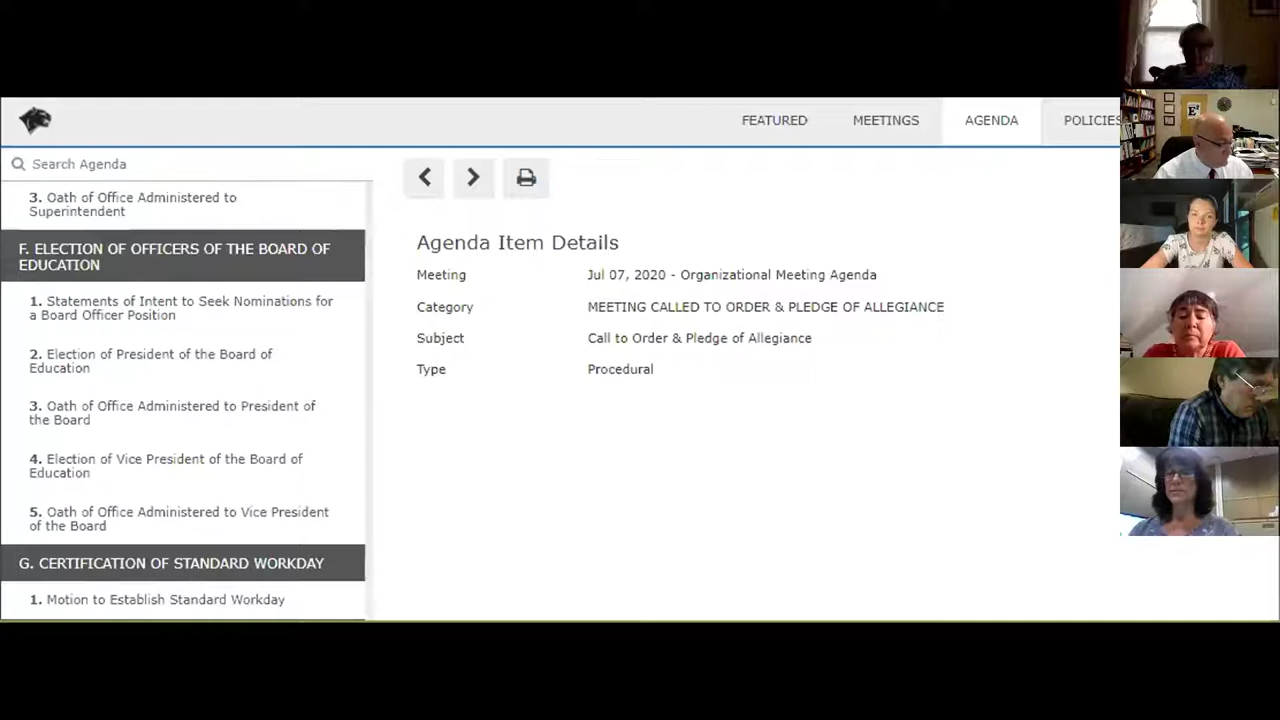 FEATURED
MEETINGS
AGENDA
POLICIES
Search Agenda
3. Oath of Office Administered to
Superintendent
F. ELECTION OF OFFICERS OF THE BOARD OF
EDUCATION
1. Statements of Intent to Seek Nominations for
a Board Officer Position
2. Election of President of the Board of
Education
3. Oath of Office Administered to President of
the Board
4. Election of Vice President of the Board of
Education
5. Oath of Office Administered to Vice President
of the Board
G. CERTIFICATION OF STANDARD WORKDAY
1. Motion to Establish Standard Workday
Agenda Item Details
Meeting Jul 07, 2020 - Organizational Meeting Agenda
Category MEETING CALLED TO ORDER & PLEDGE OF ALLEGIANCE
Subject Call to Order & Pledge of Allegiance
Type Procedural